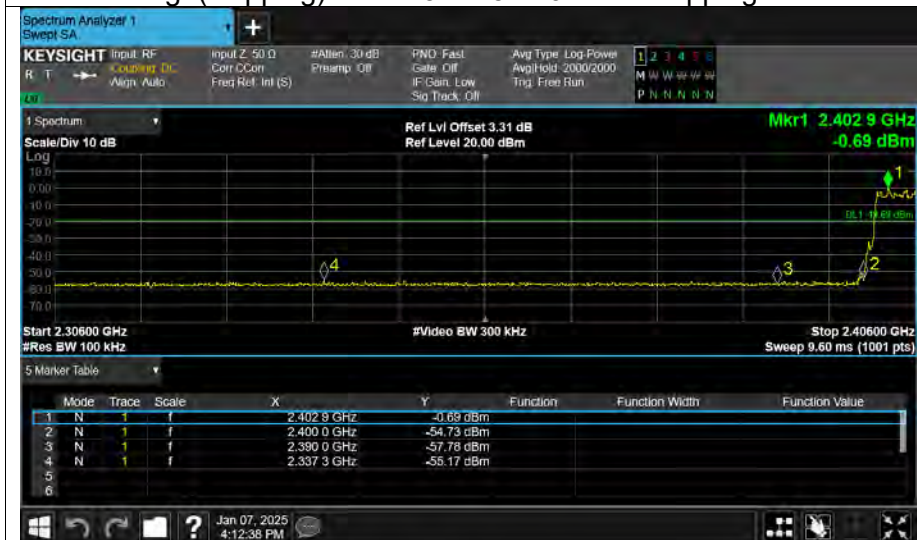 Spectrum Analyzer 1
Swept SA
+
KEYSIGHT Input: RF
R T Coupling: DC
Align: Auto
Input Z: 50 Ω
Corr CCorr
Freq Ref: Int (S)
#Atten: 30 dB
Preamp: Off
PNO: Fast
Gate: Off
IF Gain: Low
Sig Track: Off
Avg Type: Log-Power
Avg|Hold: 2000/2000
Trig: Free Run
1 2 3 4 5 6
M W W W W W
P N N N N N
1 Spectrum
Scale/Div 10 dB
Ref Lvl Offset 3.31 dB
Ref Level 20.00 dBm
Mkr1 2.402 9 GHz
-0.69 dBm
Log
10.0
0.00
-10.0
-20.0
-30.0
-40.0
-50.0
-60.0
-70.0
1
2
3
4
Start 2.30600 GHz
#Res BW 100 kHz
#Video BW 300 kHz
Stop 2.40600 GHz
Sweep 9.60 ms (1001 pts)
5 Marker Table
Mode Trace Scale X Y Function Function Width Function Value
1 N 1 f 2.402 9 GHz -0.69 dBm
2 N 1 f 2.400 0 GHz -54.73 dBm
3 N 1 f 2.390 0 GHz -57.78 dBm
4 N 1 f 2.337 3 GHz -55.17 dBm
5
6
?
Jan 07, 2025
4:12:38 PM